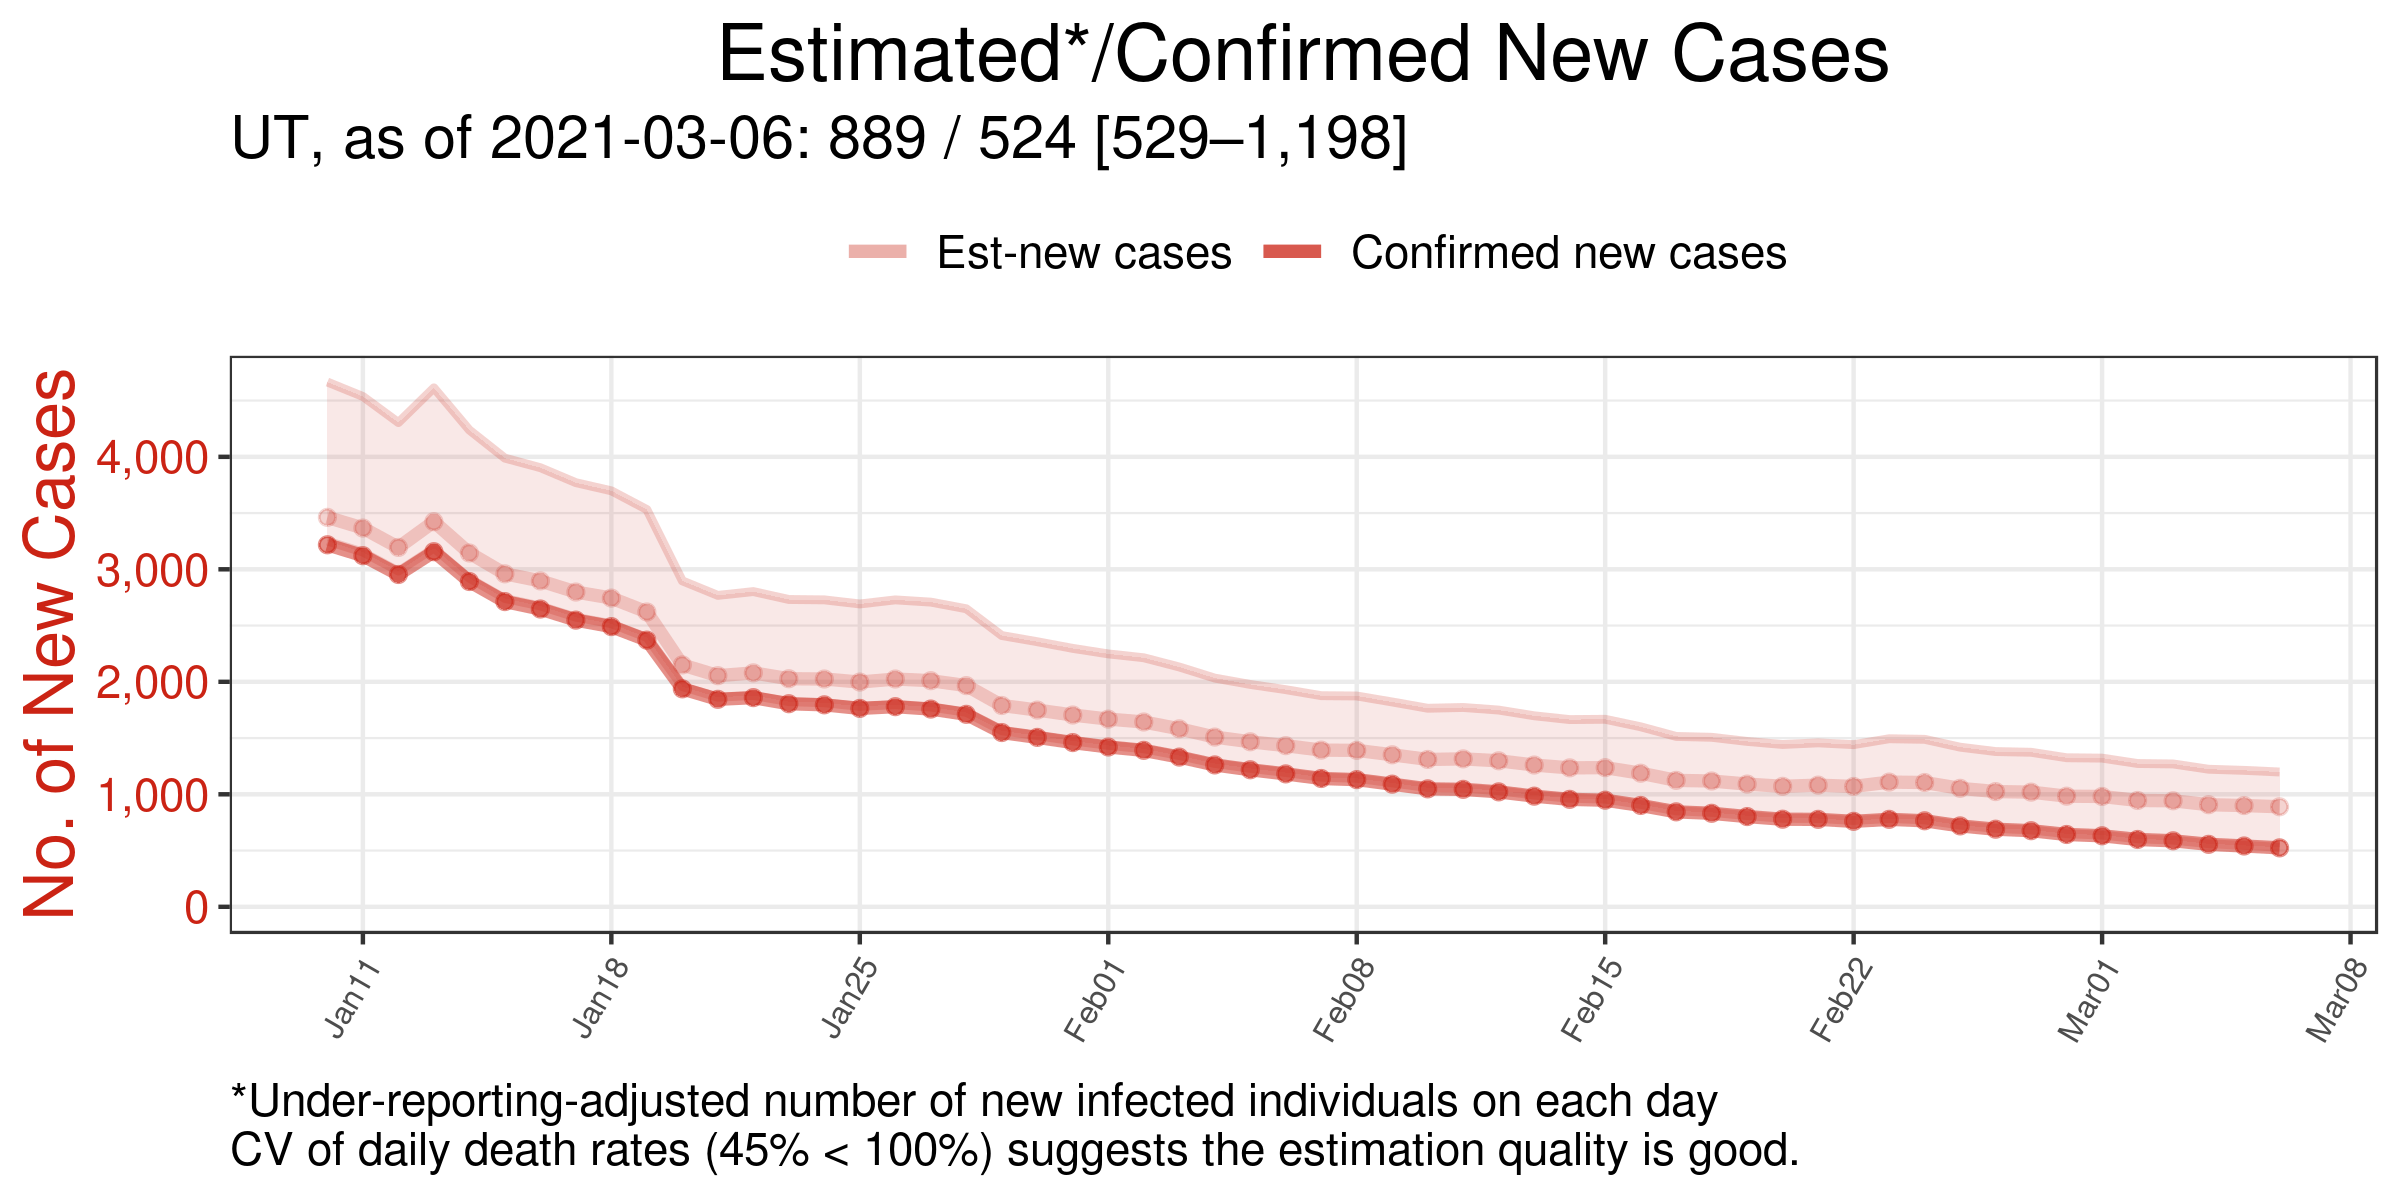 Estimated*/Confirmed New Cases
UT, as of 2021-03-06: 889 / 524 [529–1,198]
Est-new cases
Confirmed new cases
No. of New Cases
4,000
3,000
2,000
1,000
0
Jan11
Jan18
Jan25
Feb01
Feb08
Feb15
Feb22
Mar01
Mar08
*Under-reporting-adjusted number of new infected individuals on each day
CV of daily death rates (45% < 100%) suggests the estimation quality is good.